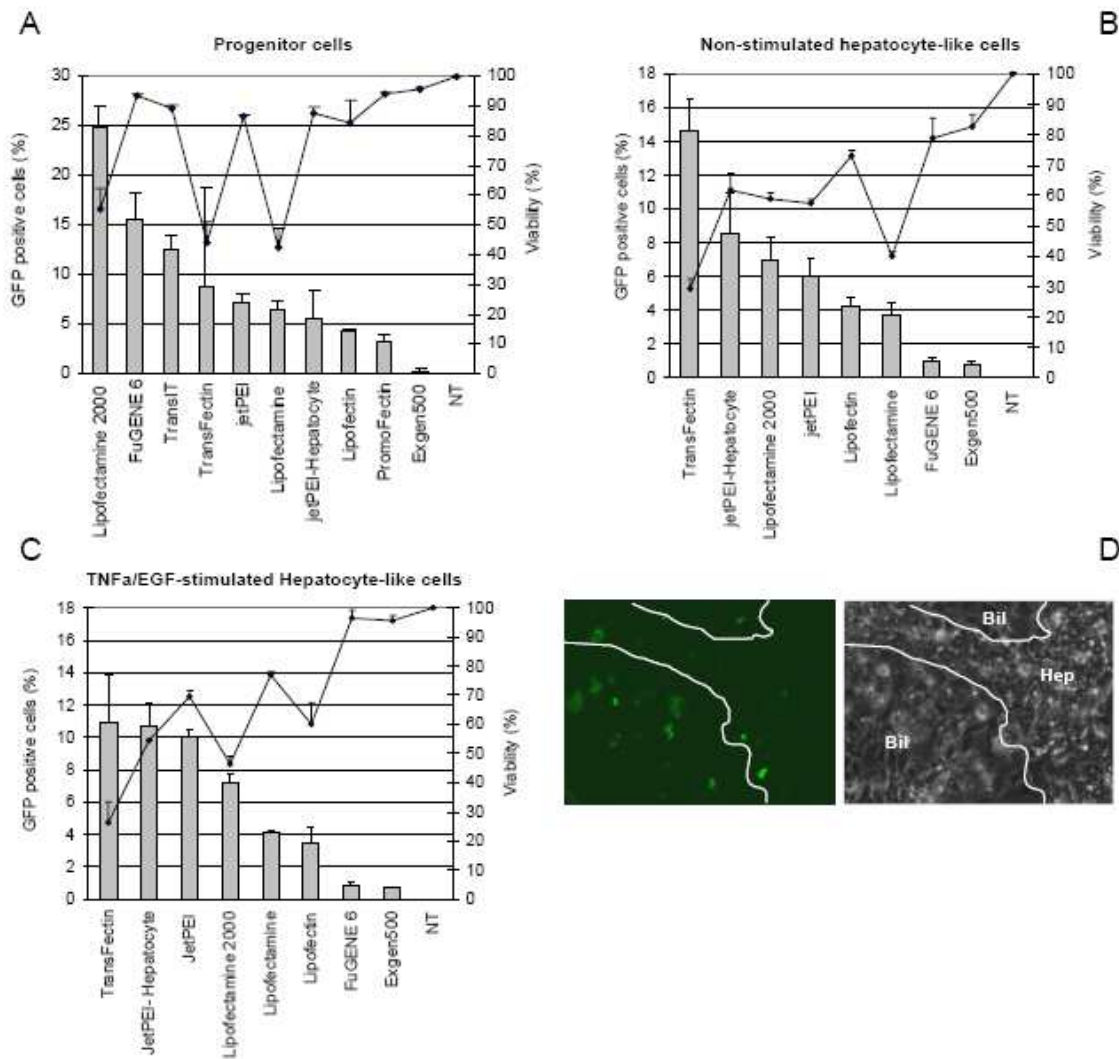 A
Progenitor cells
GFP positive cells (%)
30
25
20
15
10
5
0
100
90
80
70
60
50
40
30
20
10
0
Viability (%)
Lipofectamine 2000
FuGENE 6
TransIT
TransFectin
jetPEI
Lipofectamine
jetPEI-Hepatocyte
Lipofectin
PromoFectin
Exgen500
NT
B
Non-stimulated hepatocyte-like cells
GFP positive cells (%)
18
16
14
12
10
8
6
4
2
0
100
90
80
70
60
50
40
30
20
10
0
Viability (%)
TransFectin
jetPEI-Hepatocyte
Lipofectamine 2000
jetPEI
Lipofectin
Lipofectamine
FuGENE 6
Exgen500
NT
C
TNFa/EGF-stimulated Hepatocyte-like cells
GFP positive cells (%)
18
16
14
12
10
8
6
4
2
0
100
90
80
70
60
50
40
30
20
10
0
Viability (%)
TransFectin
JetPEI- Hepatocyte
JetPEI
Lipofectamine 2000
Lipofectamine
Lipofectin
FuGENE 6
Exgen500
NT
D
Bil
Hep
Bil